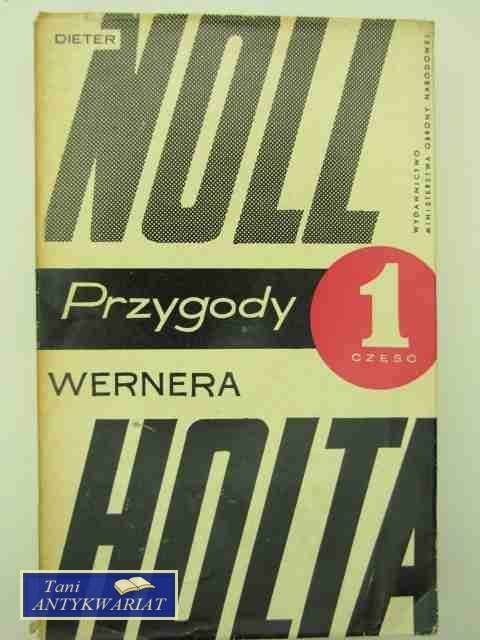 DIETER
NOLL
WYDAWNICTWO
MINISTERSTWA OBRONY NARODOWEJ
Przygody
1
CZĘŚĆ
WERNERA
HOLTA
Tani
ANTYKWARIAT